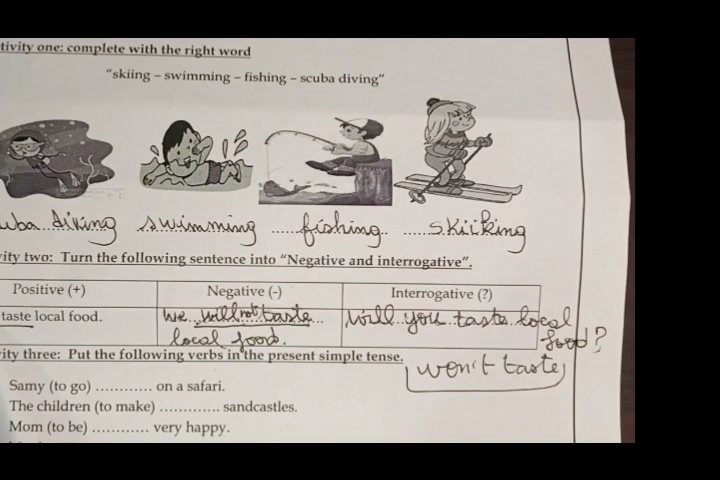 tivity one: complete with the right word
"skiing – swimming – fishing – scuba diving"
uba diving swimming fishing skiiking
ity two: Turn the following sentence into "Negative and interrogative".
Positive (+) Negative (-) Interrogative (?)
taste local food. we will not taste Will you taste local
local food. food?
ity three: Put the following verbs in the present simple tense.
won't taste
Samy (to go) ………… on a safari.
The children (to make) ………… sandcastles.
Mom (to be) ………… very happy.